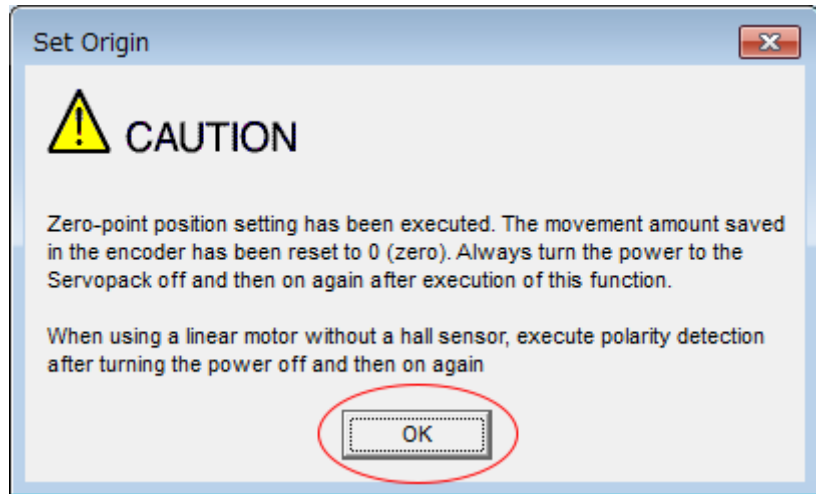 Set Origin
CAUTION
Zero-point position setting has been executed. The movement amount saved
in the encoder has been reset to 0 (zero). Always turn the power to the
Servopack off and then on again after execution of this function.
When using a linear motor without a hall sensor, execute polarity detection
after turning the power off and then on again
OK